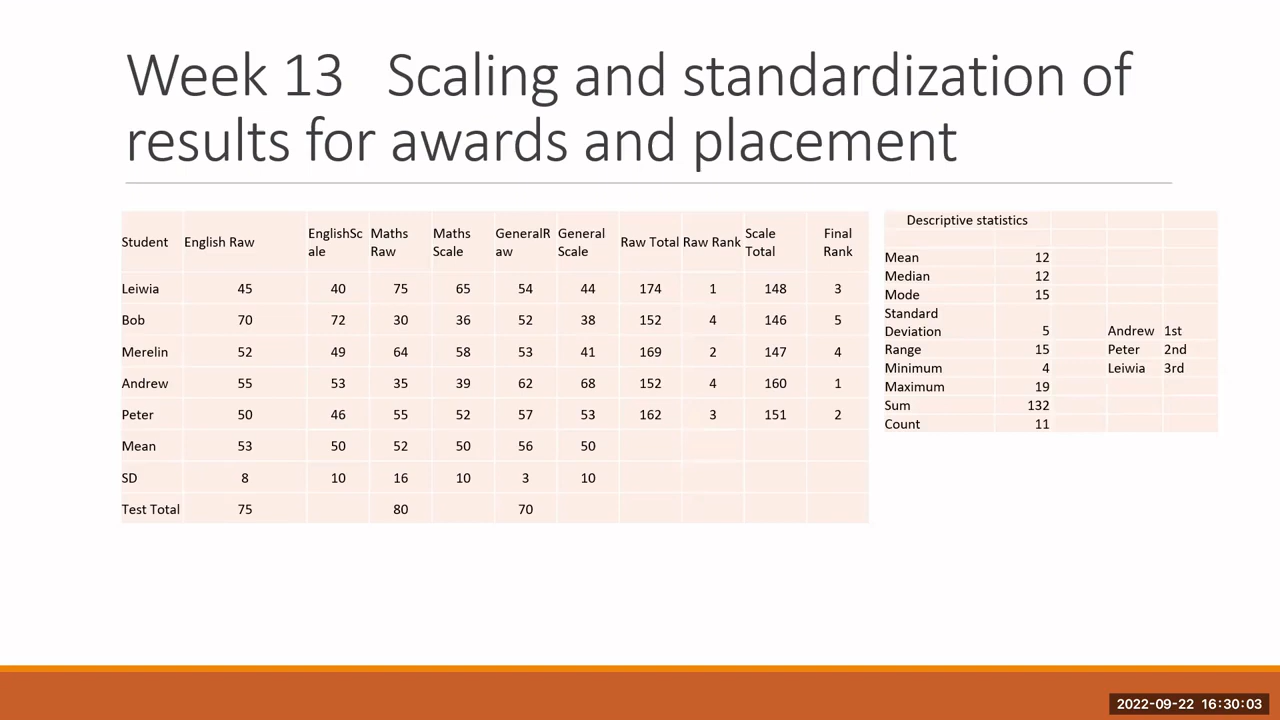 Week 13 Scaling and standardization of
results for awards and placement
Student English Raw EnglishSc ale Maths Raw Maths Scale GeneralR aw General Scale Raw Total Raw Rank Scale Total Final Rank
Leiwia 45 40 75 65 54 44 174 1 148 3
Bob 70 72 30 36 52 38 152 4 146 5
Merelin 52 49 64 58 53 41 169 2 147 4
Andrew 55 53 35 39 62 68 152 4 160 1
Peter 50 46 55 52 57 53 162 3 151 2
Mean 53 50 52 50 56 50
SD 8 10 16 10 3 10
Test Total 75 80 70
Descriptive statistics
Mean 12
Median 12
Mode 15
Standard
Deviation 5 Andrew 1st
Range 15 Peter 2nd
Minimum 4 Leiwia 3rd
Maximum 19
Sum 132
Count 11
2022-09-22 16:30:03